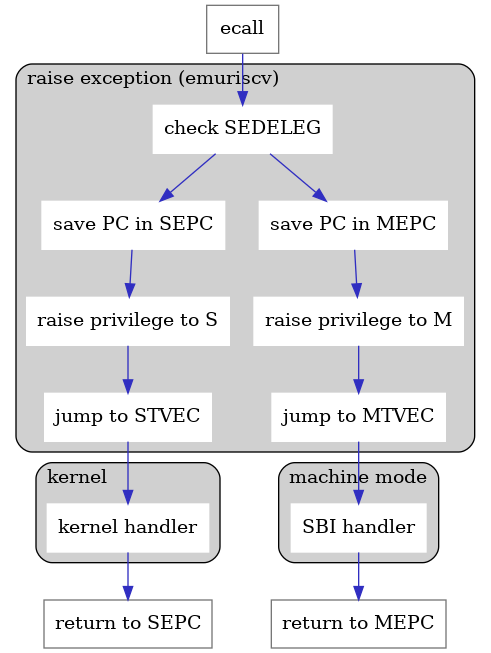 ecall
raise exception (emuriscv)
check SEDELEG
save PC in SEPC
save PC in MEPC
raise privilege to S
raise privilege to M
jump to STVEC
jump to MTVEC
kernel
machine mode
kernel handler
SBI handler
return to SEPC
return to MEPC